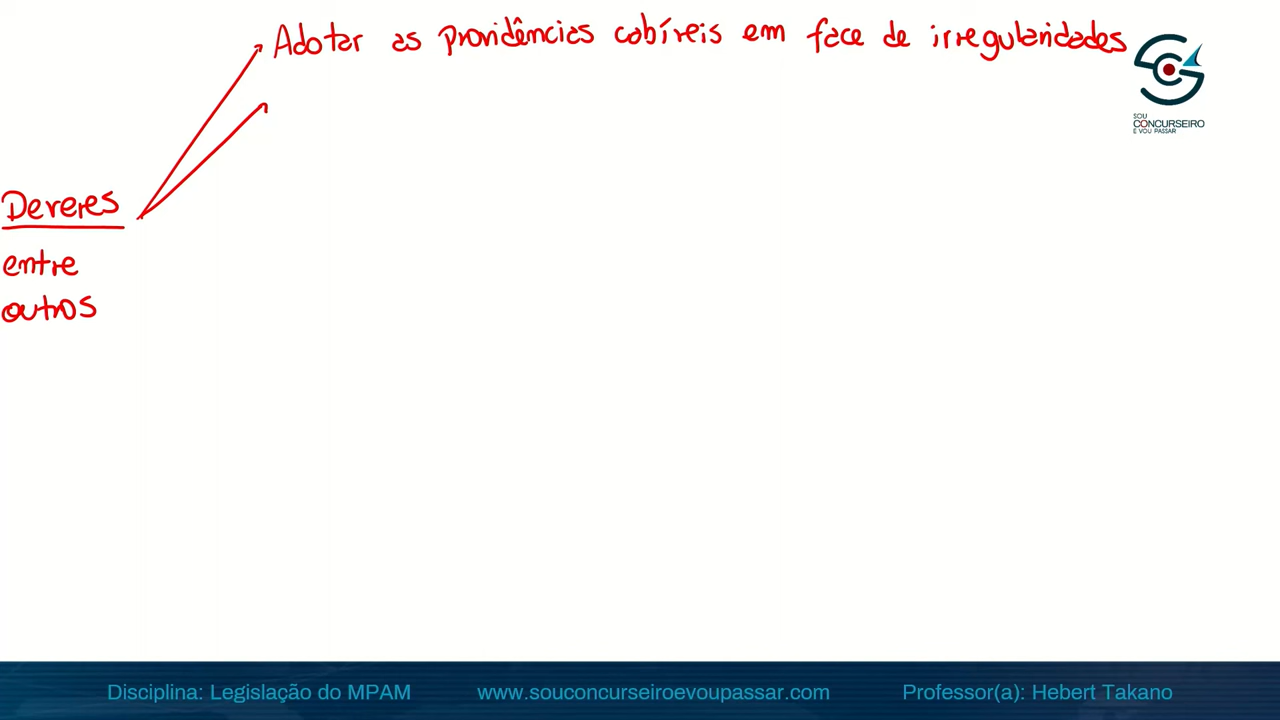 Adotar as providências cabíveis em face de irregularidades
SOU
CONCURSEIRO
E VOU PASSAR
Deveres
entre
outros
Disciplina: Legislação do MPAM
www.souconcurseiroevoupassar.com
Professor(a): Hebert Takano